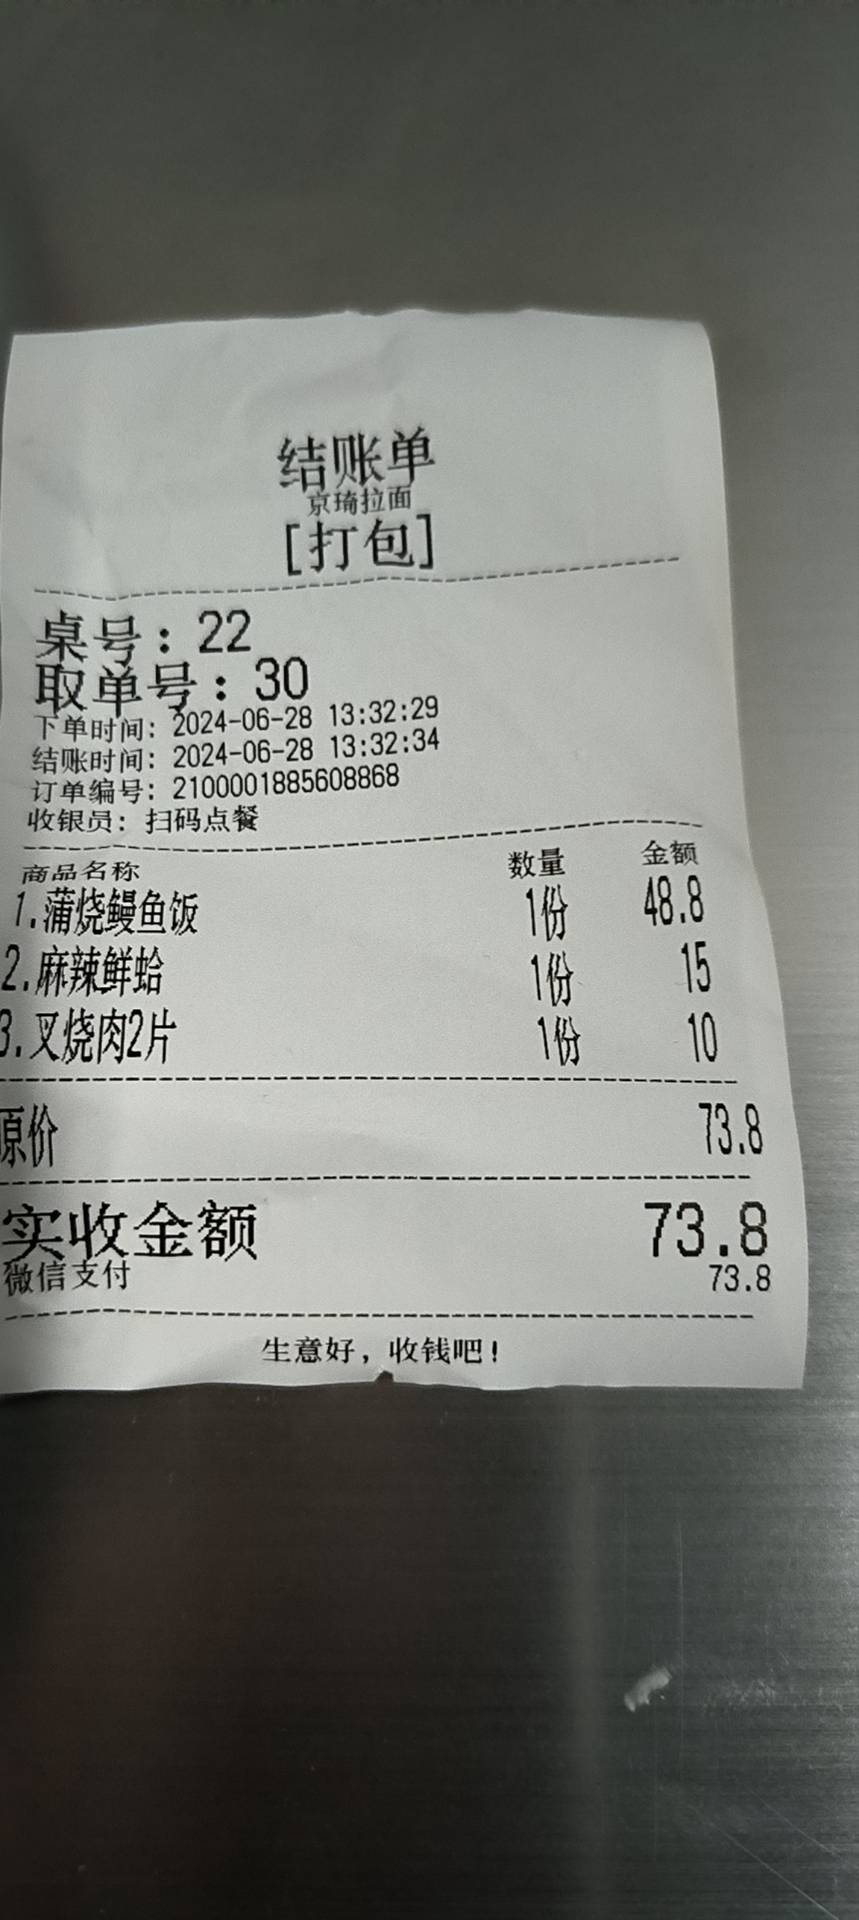 结账单
京琦拉面
[打包]
桌号：22
取单号：30
下单时间：2024-06-28 13:32:29
结账时间：2024-06-28 13:32:34
订单编号：2100001885608868
收银员：扫码点餐
商品名称 数量 金额
1.蒲烧鳗鱼饭 1份 48.8
2.麻辣鲜蛤 1份 15
3.叉烧肉2片 1份 10
原价 73.8
实收金额 73.8
微信支付 73.8
生意好，收钱吧！